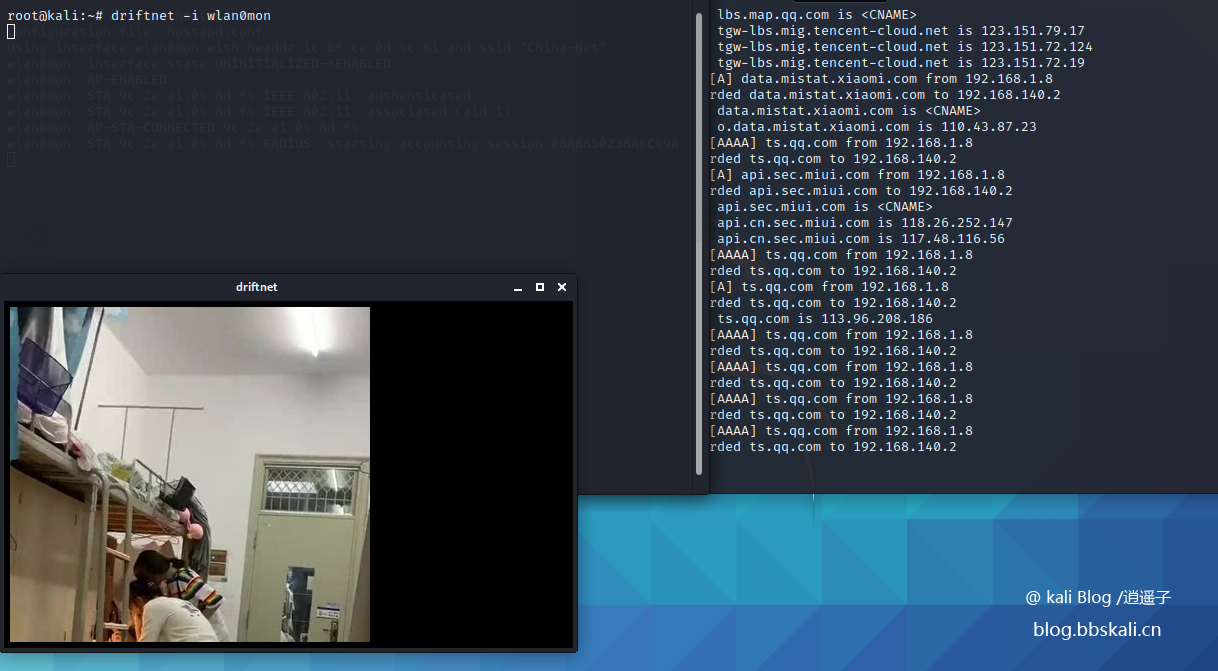 root@kali:~# driftnet -i wlan0mon
Configuration file: hostapd.conf
Using interface wlan0mon with hwaddr 1c:bf:ce:0d:4c:61 and ssid "China-Net"
wlan0mon: interface state UNINITIALIZED->ENABLED
wlan0mon: AP-ENABLED
wlan0mon: STA 9c:2e:a1:04:8d:f4 IEEE 802.11: authenticated
wlan0mon: STA 9c:2e:a1:04:8d:f4 IEEE 802.11: associated (aid 1)
wlan0mon: AP-STA-CONNECTED 9c:2e:a1:04:8d:f4
wlan0mon: STA 9c:2e:a1:04:8d:f4 RADIUS: starting accounting session 08AB850238A6C49A
lbs.map.qq.com is <CNAME>
tgw-lbs.mig.tencent-cloud.net is 123.151.79.17
tgw-lbs.mig.tencent-cloud.net is 123.151.72.124
tgw-lbs.mig.tencent-cloud.net is 123.151.72.19
[A] data.mistat.xiaomi.com from 192.168.1.8
rded data.mistat.xiaomi.com to 192.168.140.2
data.mistat.xiaomi.com is <CNAME>
o.data.mistat.xiaomi.com is 110.43.87.23
[AAAA] ts.qq.com from 192.168.1.8
rded ts.qq.com to 192.168.140.2
[A] api.sec.miui.com from 192.168.1.8
rded api.sec.miui.com to 192.168.140.2
api.sec.miui.com is <CNAME>
api.cn.sec.miui.com is 118.26.252.147
api.cn.sec.miui.com is 117.48.116.56
[AAAA] ts.qq.com from 192.168.1.8
rded ts.qq.com to 192.168.140.2
[A] ts.qq.com from 192.168.1.8
rded ts.qq.com to 192.168.140.2
ts.qq.com is 113.96.208.186
[AAAA] ts.qq.com from 192.168.1.8
rded ts.qq.com to 192.168.140.2
[AAAA] ts.qq.com from 192.168.1.8
rded ts.qq.com to 192.168.140.2
[AAAA] ts.qq.com from 192.168.1.8
rded ts.qq.com to 192.168.140.2
[AAAA] ts.qq.com from 192.168.1.8
rded ts.qq.com to 192.168.140.2
driftnet
@ kali Blog /逍遥子
blog.bbskali.cn